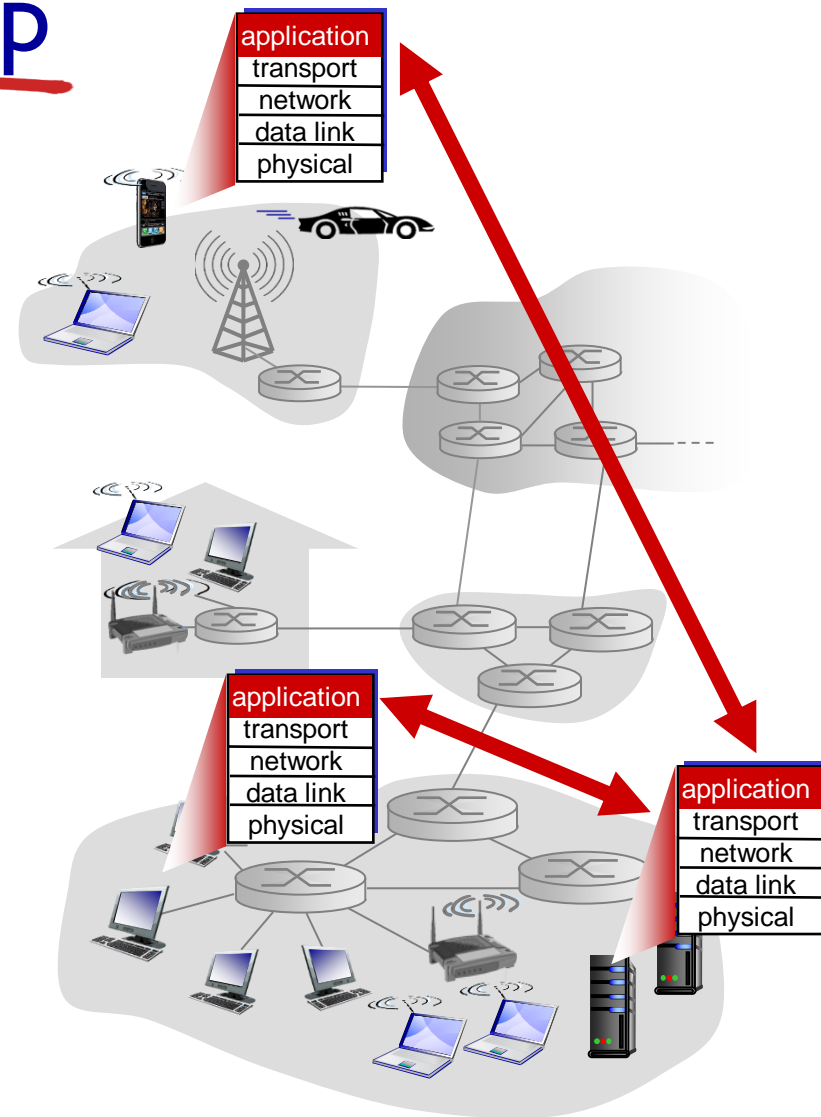 p
application
transport
network
data link
physical
application
transport
network
data link
physical
application
transport
network
data link
physical